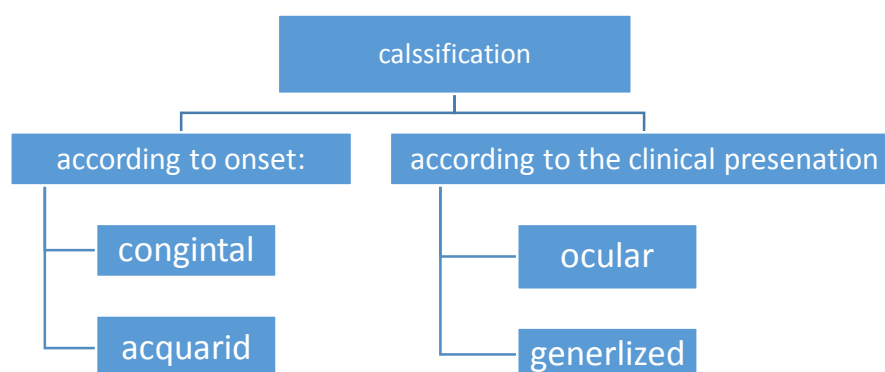 calssification
according to onset:
congintal
acquarid
according to the clinical presenation
ocular
generlized